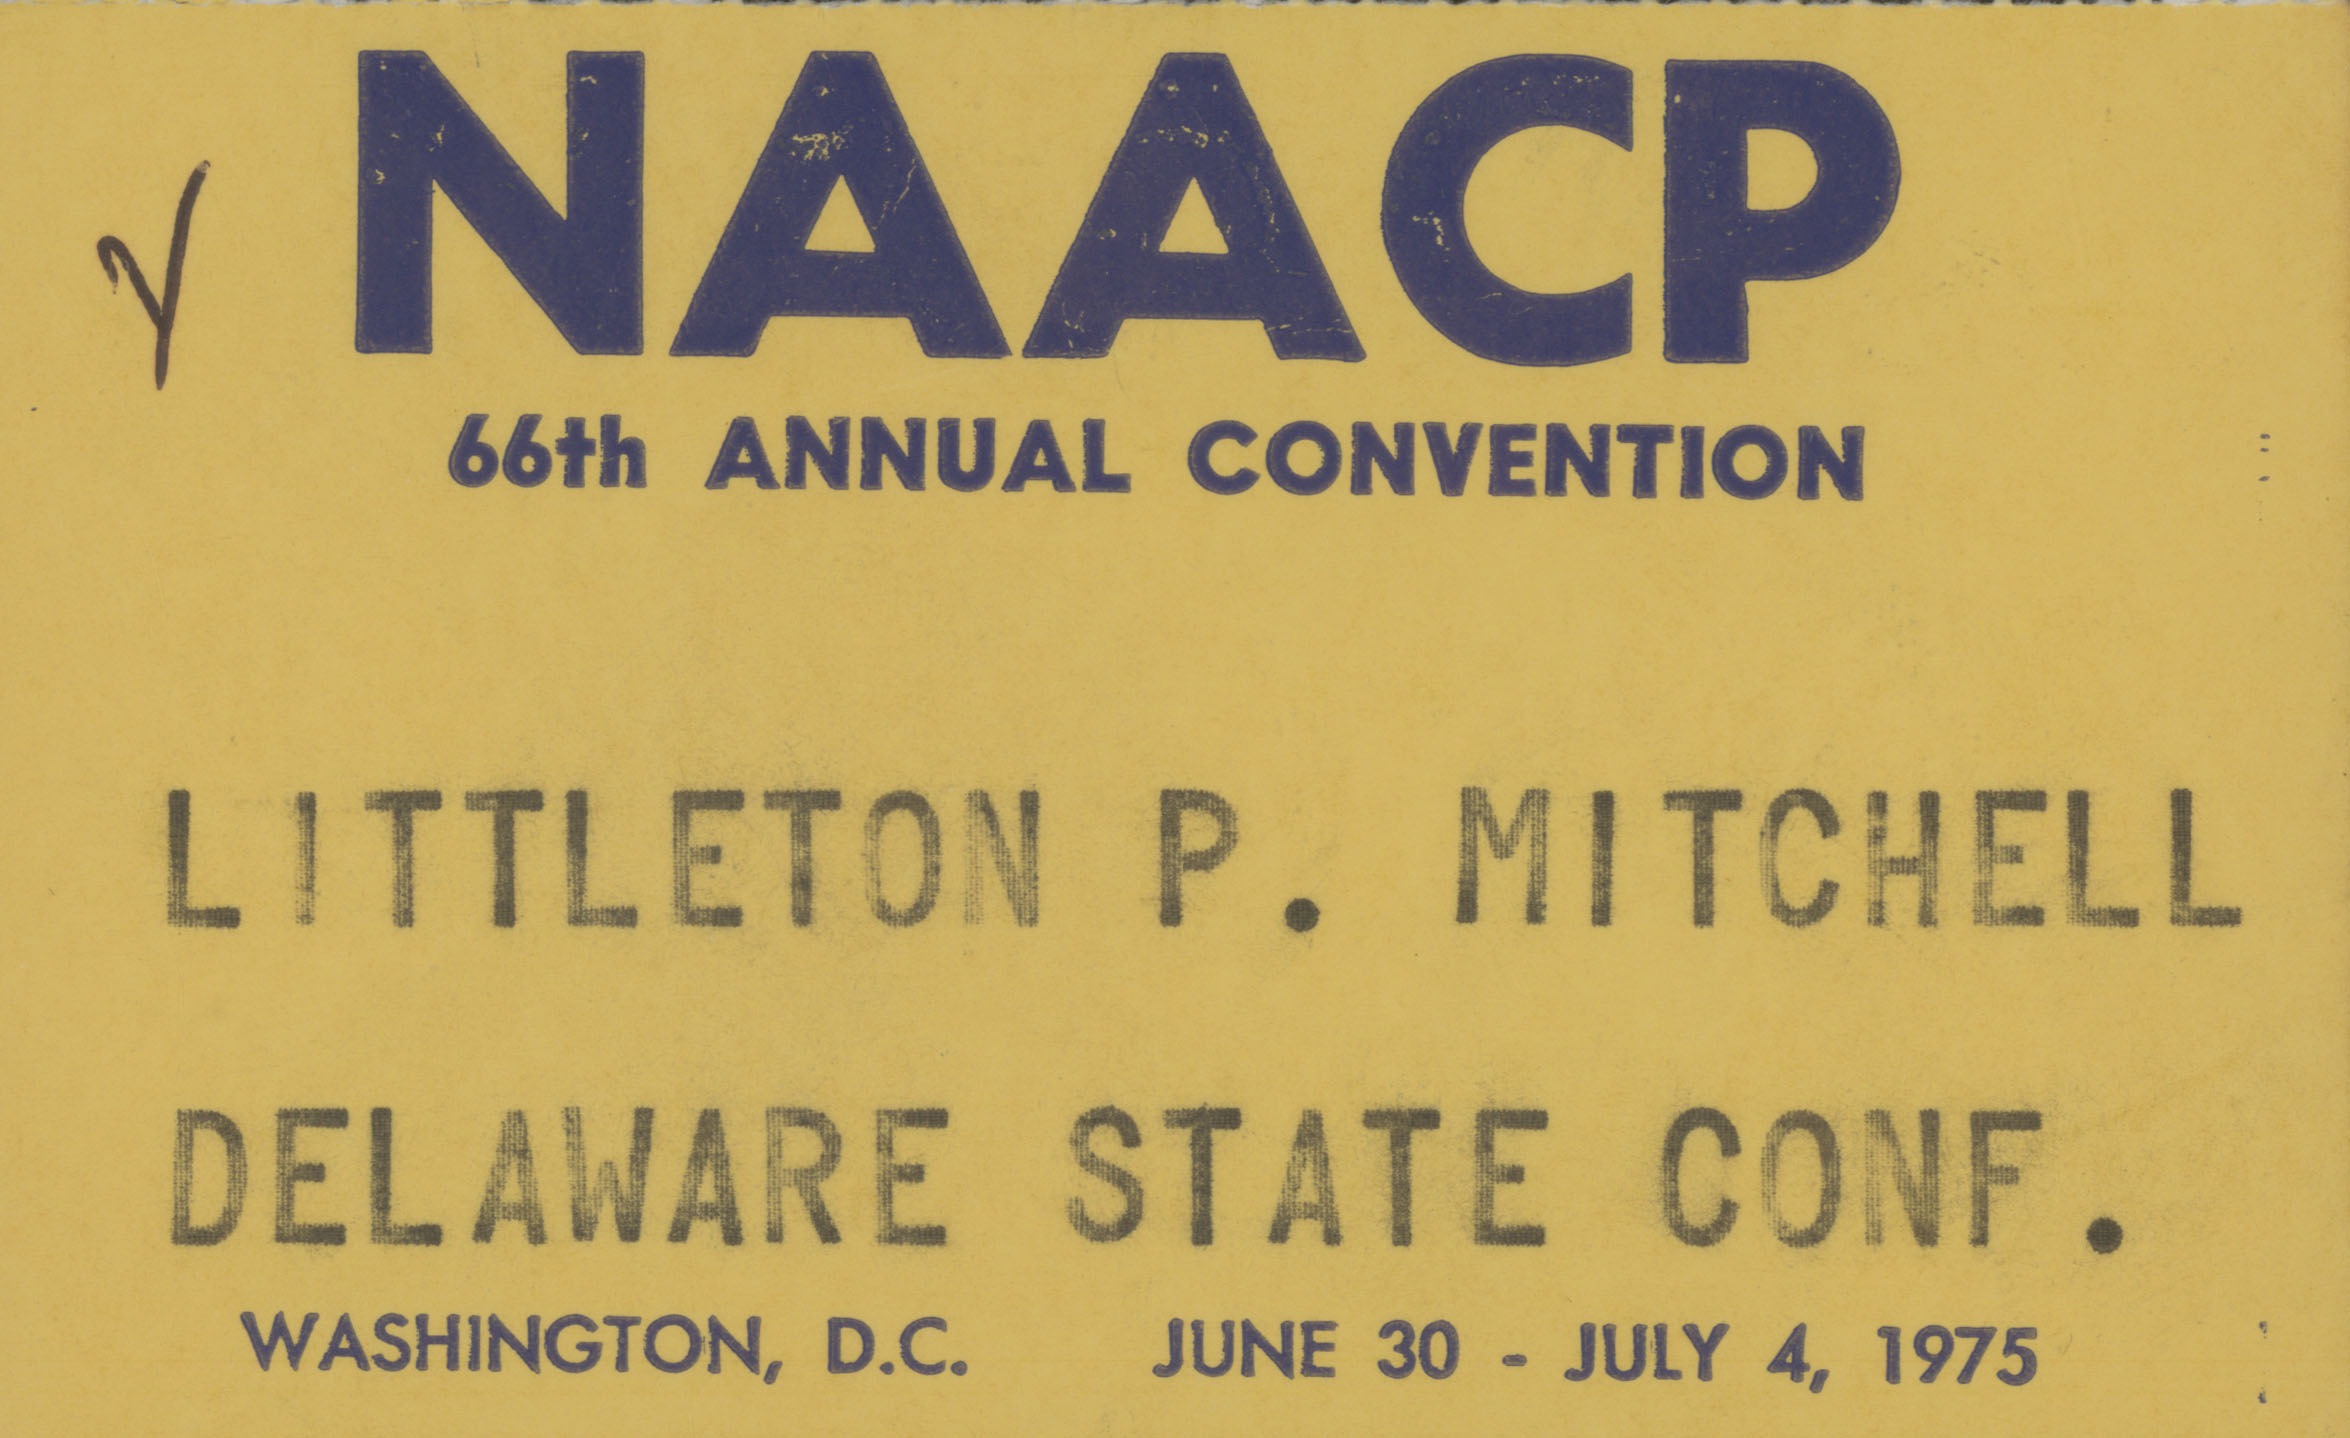 NAACP
66th ANNUAL CONVENTION
LITTLETON P. MITCHELL
DELAWARE STATE CONF.
WASHINGTON, D.C. JUNE 30 - JULY 4, 1975